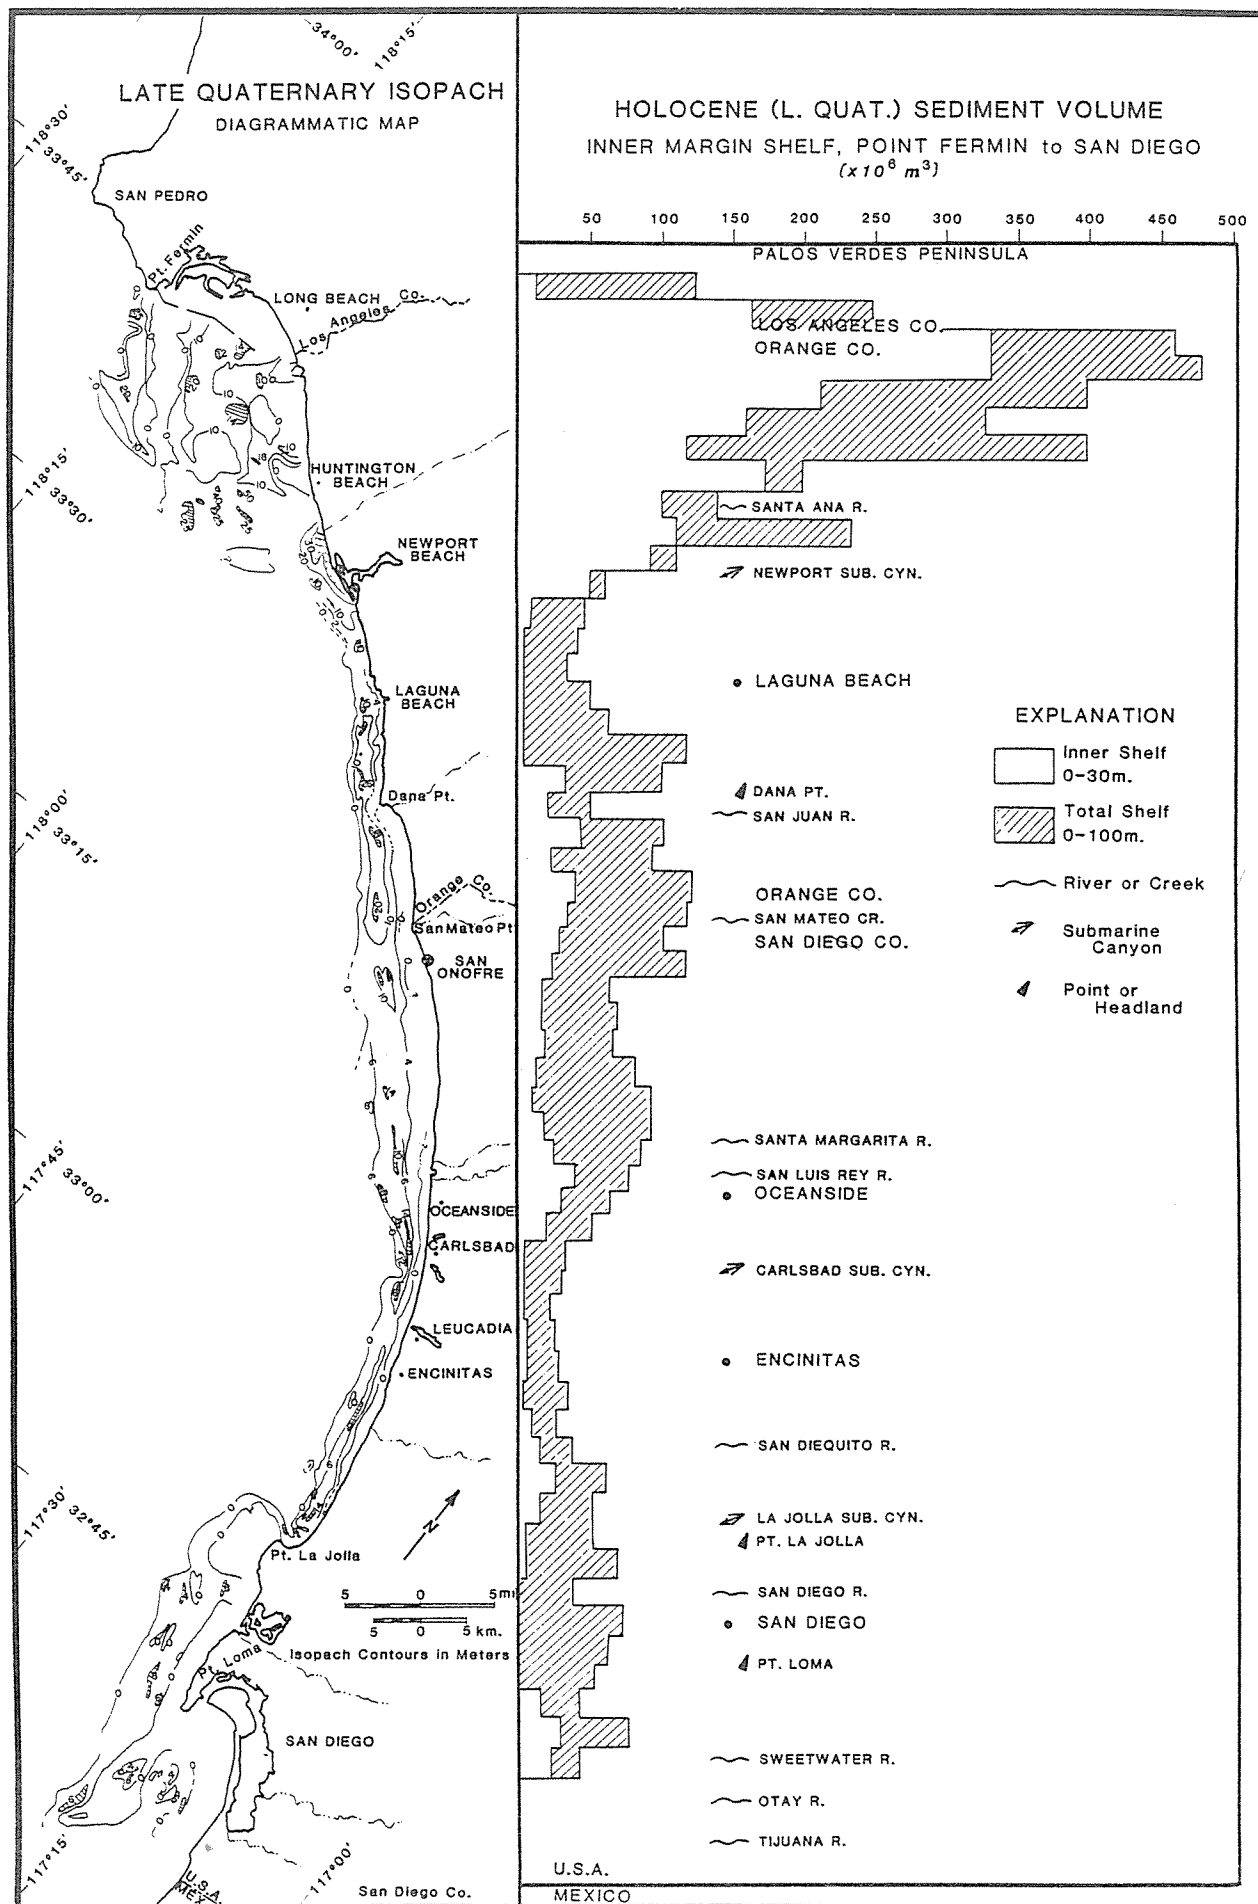 LATE QUATERNARY ISOPACH
DIAGRAMMATIC MAP
34°00'
118°15'
118°30'
33°45'
SAN PEDRO
Pt. Fermin
LONG BEACH
Los Angeles Co.
118°15'
33°30'
HUNTINGTON
BEACH
NEWPORT
BEACH
LAGUNA
BEACH
Dana Pt.
118°00'
33°15'
Orange Co.
San Mateo Pt
SAN
ONOFRE
117°45'
33°00'
OCEANSIDE
CARLSBAD
LEUCADIA
ENCINITAS
117°30'
32°45'
N
Pt. La Jolla
5 0 5 mi
5 0 5 km.
Isopach Contours in Meters
Pt. Loma
SAN DIEGO
117°15'
117°00'
U.S.A.
MEXICO
San Diego Co.
HOLOCENE (L. QUAT.) SEDIMENT VOLUME
INNER MARGIN SHELF, POINT FERMIN to SAN DIEGO
(x10⁶ m³)
50 100 150 200 250 300 350 400 450 500
PALOS VERDES PENINSULA
LOS ANGELES CO.
ORANGE CO.
SANTA ANA R.
NEWPORT SUB. CYN.
LAGUNA BEACH
DANA PT.
SAN JUAN R.
ORANGE CO.
SAN MATEO CR.
SAN DIEGO CO.
SANTA MARGARITA R.
SAN LUIS REY R.
OCEANSIDE
CARLSBAD SUB. CYN.
ENCINITAS
SAN DIEQUITO R.
LA JOLLA SUB. CYN.
PT. LA JOLLA
SAN DIEGO R.
SAN DIEGO
PT. LOMA
SWEETWATER R.
OTAY R.
TIJUANA R.
U.S.A.
MEXICO
EXPLANATION
Inner Shelf
0-30m.
Total Shelf
0-100m.
River or Creek
Submarine
Canyon
Point or
Headland